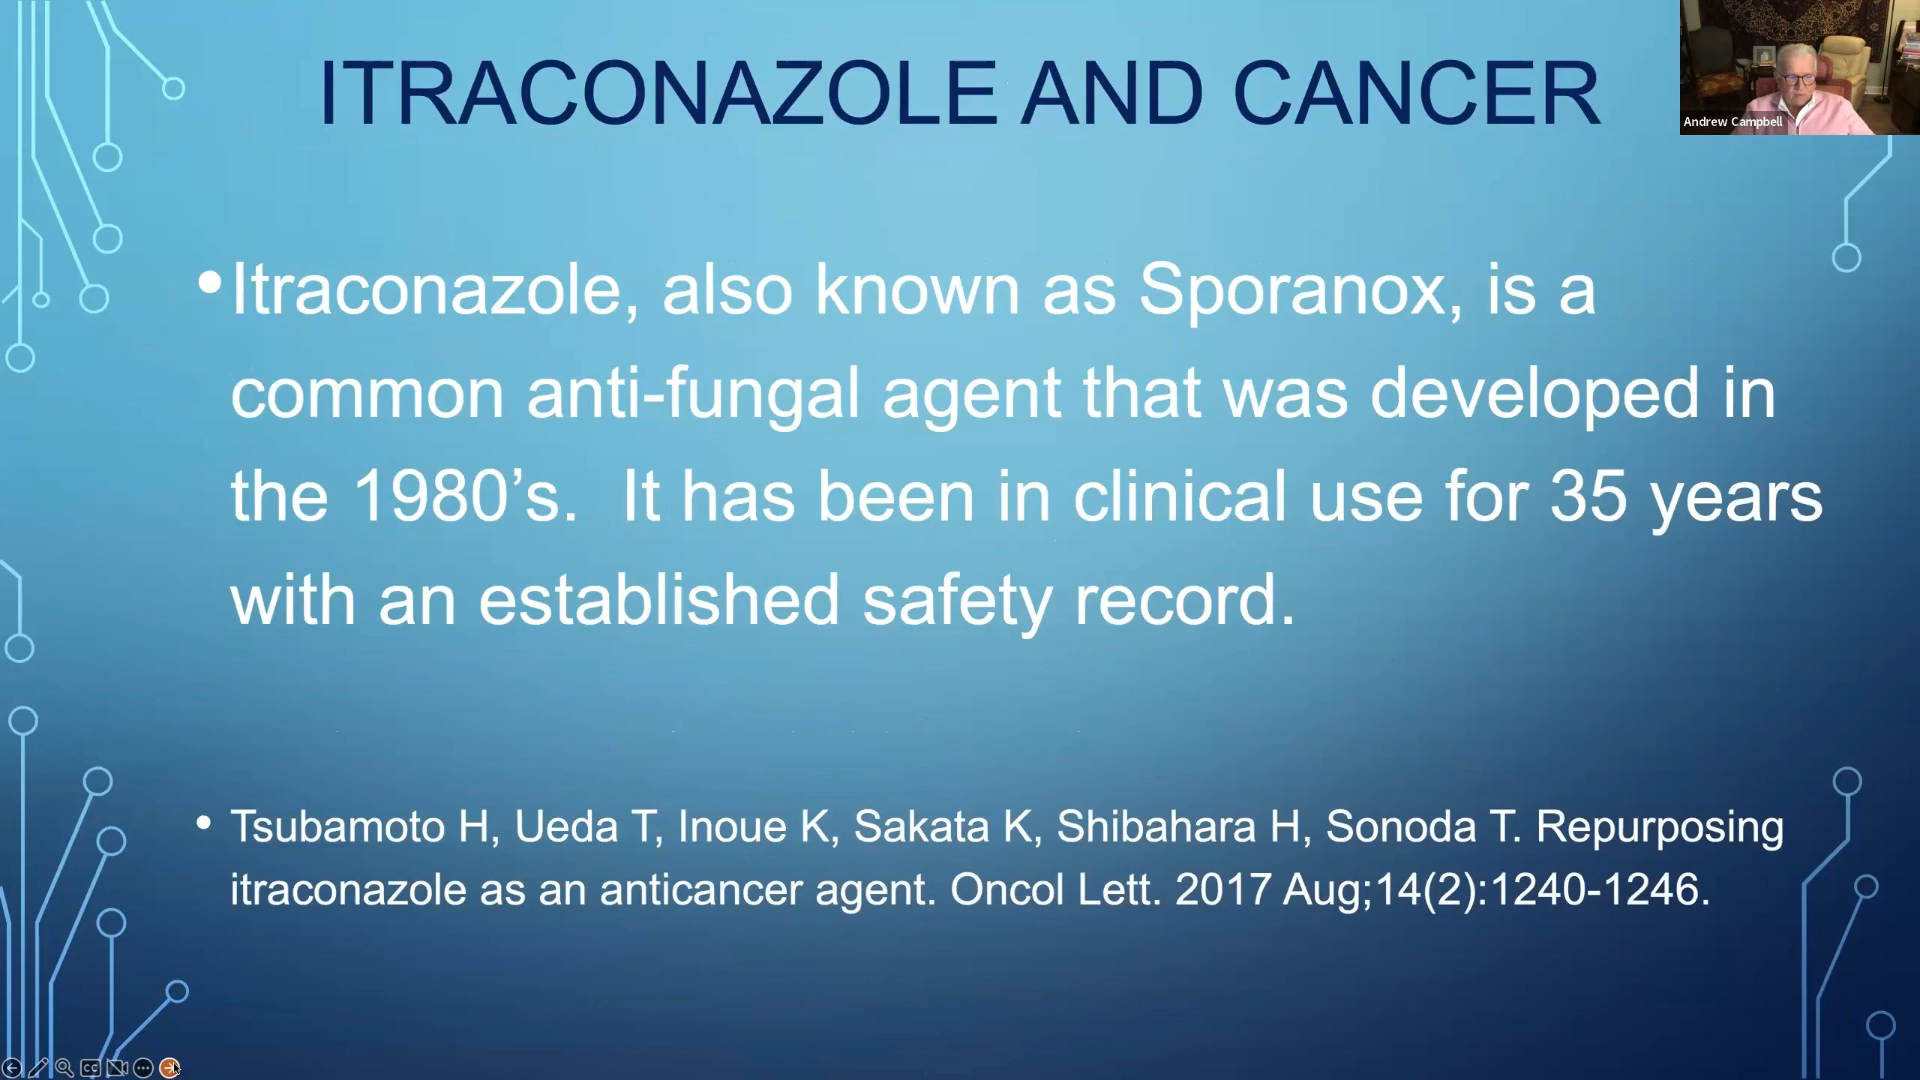 ITRACONAZOLE AND CANCER
Andrew Campbell
•Itraconazole, also known as Sporanox, is a
common anti-fungal agent that was developed in
the 1980’s.  It has been in clinical use for 35 years
with an established safety record.
• Tsubamoto H, Ueda T, Inoue K, Sakata K, Shibahara H, Sonoda T. Repurposing
itraconazole as an anticancer agent. Oncol Lett. 2017 Aug;14(2):1240-1246.
CC